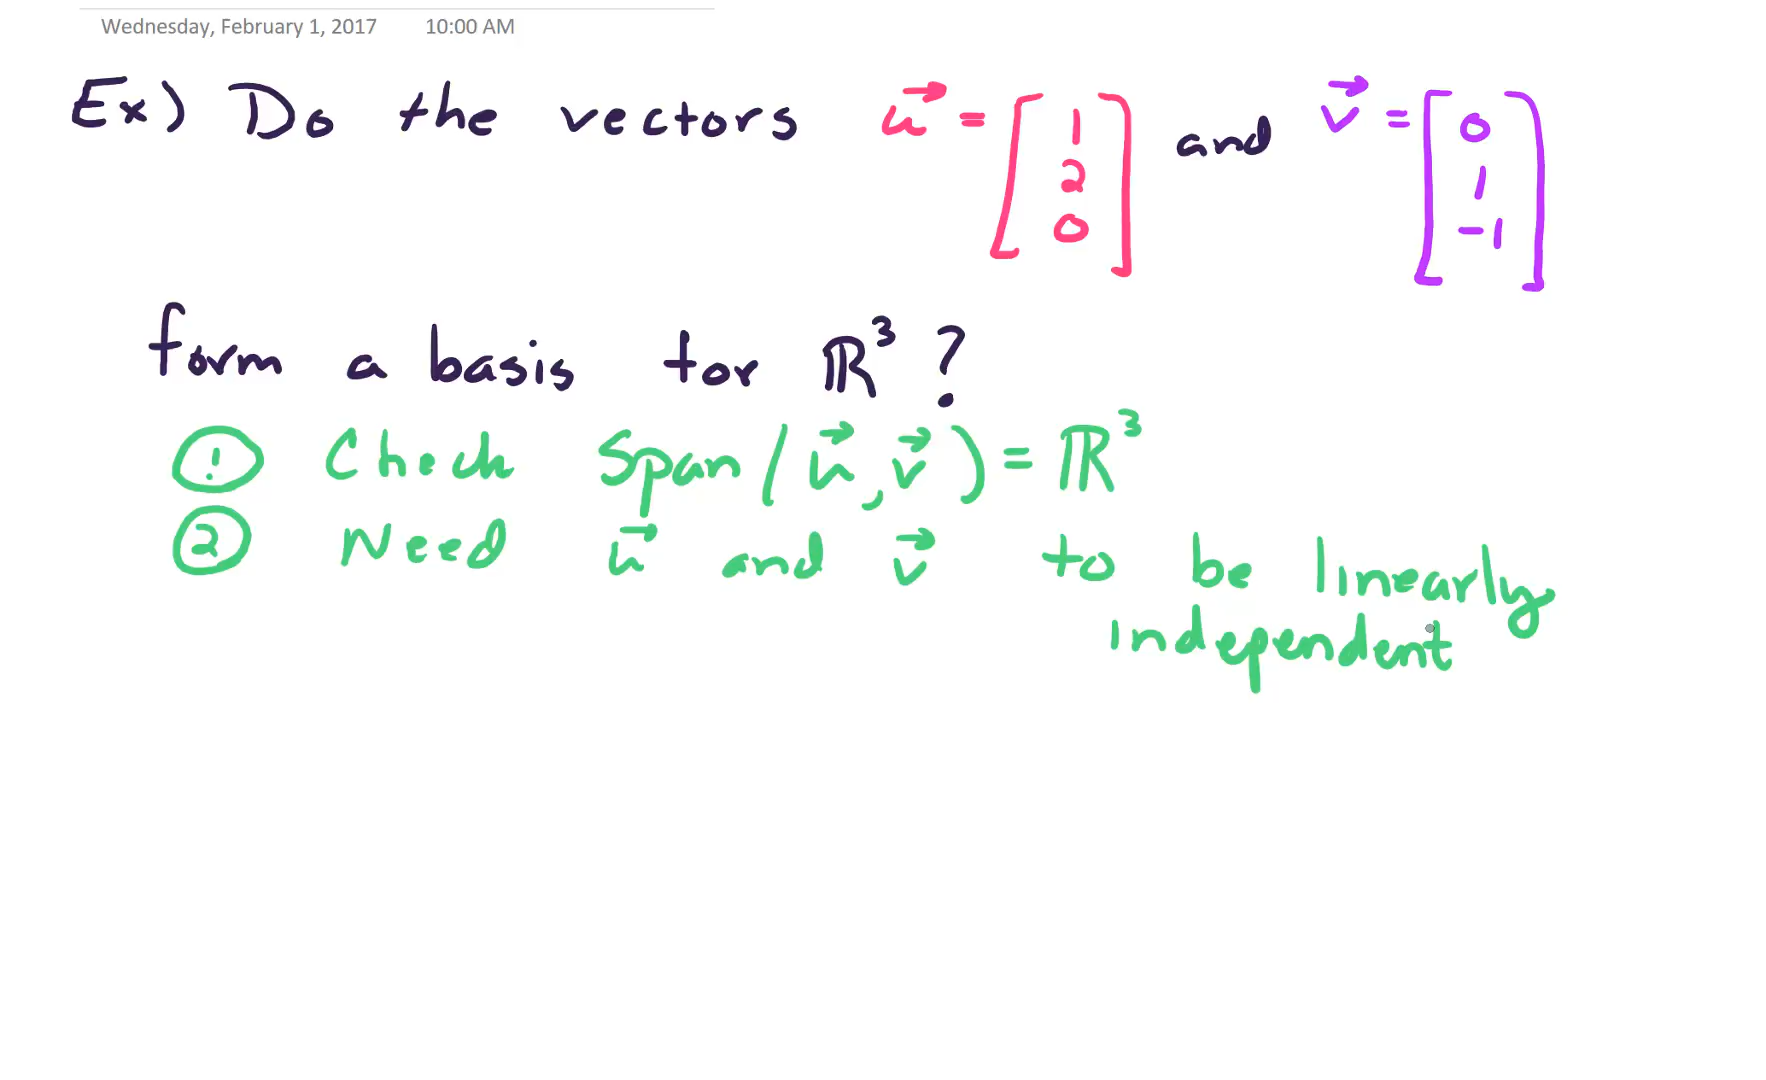 Wednesday, February 1, 2017 10:00 AM
Ex) Do the vectors u⃗ = [1 2 0] and v⃗ = [0 1 -1]
form a basis for ℝ³?
① Check Span(u⃗, v⃗) = ℝ³
② Need u⃗ and v⃗ to be linearly
independent